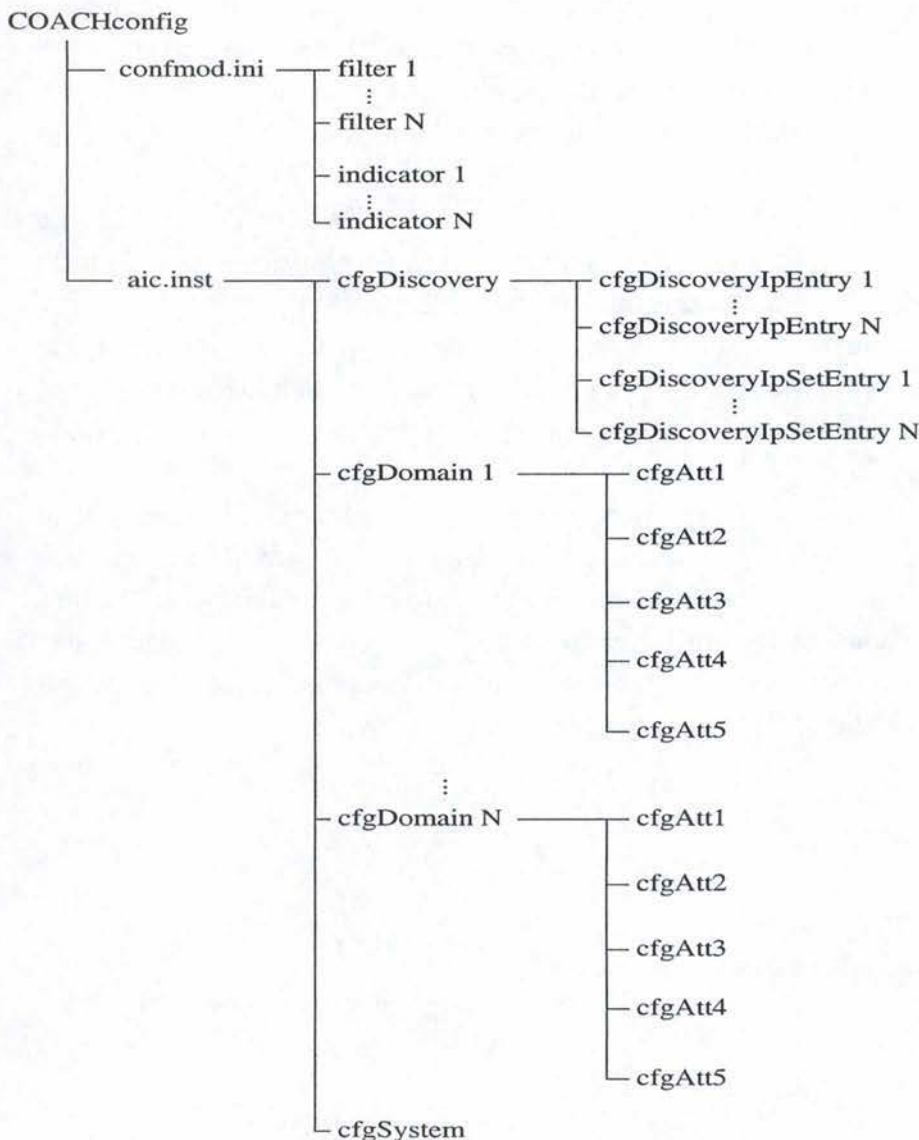 COACHconfig
confmod.ini
filter 1
⋮
filter N
indicator 1
⋮
indicator N
aic.inst
cfgDiscovery
cfgDiscoveryIpEntry 1
⋮
cfgDiscoveryIpEntry N
cfgDiscoveryIpSetEntry 1
⋮
cfgDiscoveryIpSetEntry N
cfgDomain 1
cfgAtt1
cfgAtt2
cfgAtt3
cfgAtt4
cfgAtt5
⋮
cfgDomain N
cfgAtt1
cfgAtt2
cfgAtt3
cfgAtt4
cfgAtt5
cfgSystem